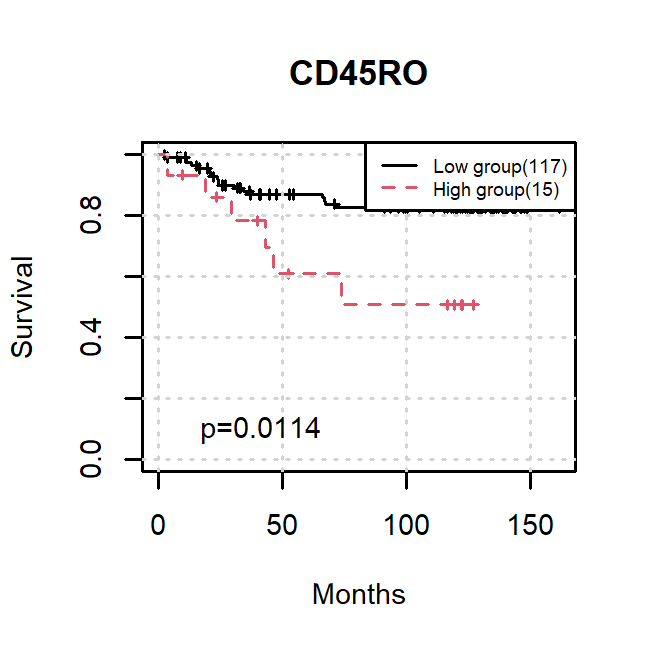 CD45RO
Low group(117)
High group(15)
Survival
0.8
0.4
0.0
p=0.0114
0 50 100 150
Months